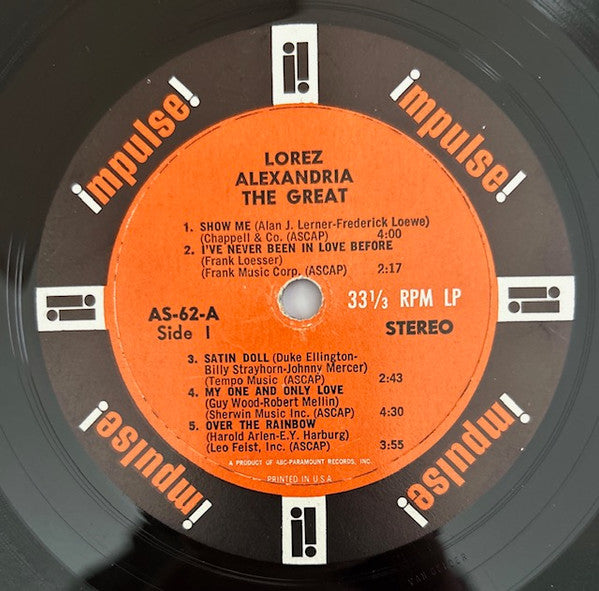 impulse!
impulse!
LOREZ
ALEXANDRIA
THE GREAT
1. SHOW ME (Alan J. Lerner-Frederick Loewe)
(Chappell & Co. (ASCAP) 4:00
2. I'VE NEVER BEEN IN LOVE BEFORE
(Frank Loesser)
(Frank Music Corp. (ASCAP) 2:17
AS-62-A
Side 1
33 1/3 RPM LP
STEREO
3. SATIN DOLL (Duke Ellington-
Billy Strayhorn-Johnny Mercer)
(Tempo Music (ASCAP) 2:43
4. MY ONE AND ONLY LOVE
(Guy Wood-Robert Mellin)
(Sherwin Music Inc. (ASCAP) 4:30
5. OVER THE RAINBOW
(Harold Arlen-E.Y. Harburg)
(Leo Feist, Inc. (ASCAP) 3:55
A PRODUCT OF ABC-PARAMOUNT RECORDS, INC.
PRINTED IN U.S.A.
impulse!
impulse!
VAN GELDER